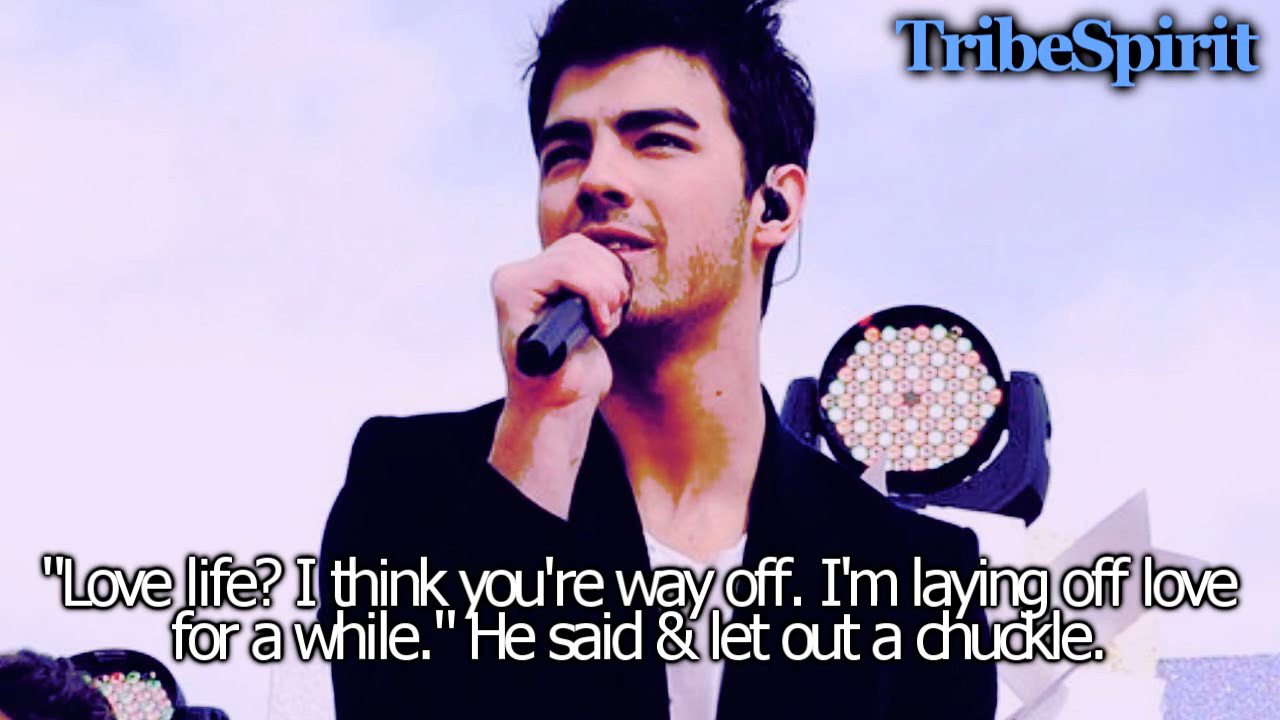 TribeSpirit
"Love life? I think you're way off. I'm laying off love
for a while." He said & let out a chuckle.